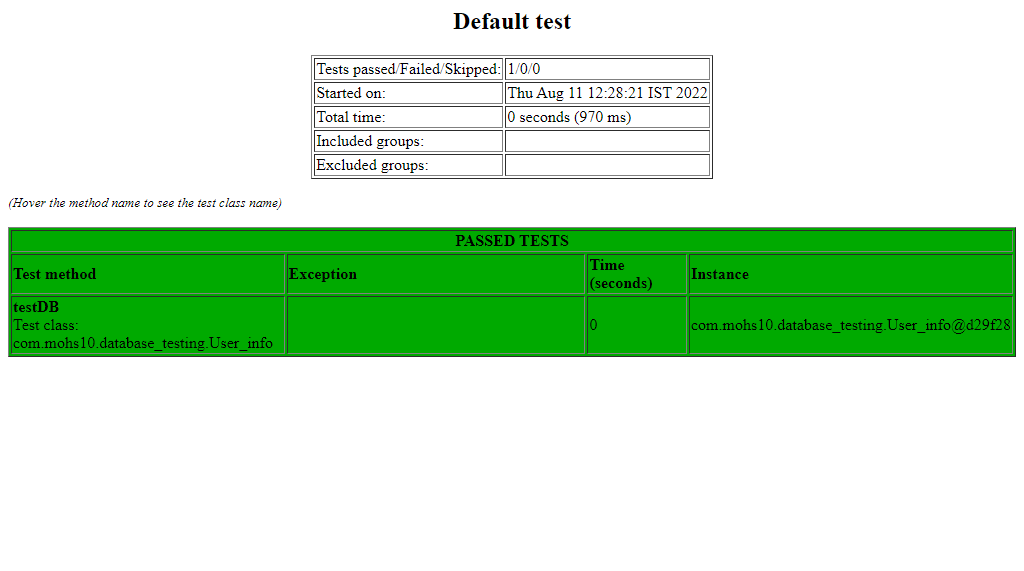 Default test
Tests passed/Failed/Skipped: 1/0/0
Started on: Thu Aug 11 12:28:21 IST 2022
Total time: 0 seconds (970 ms)
Included groups:
Excluded groups:
(Hover the method name to see the test class name)
PASSED TESTS
Test method Exception Time (seconds) Instance
testDB
Test class:
com.mohs10.database_testing.User_info 0 com.mohs10.database_testing.User_info@d29f28